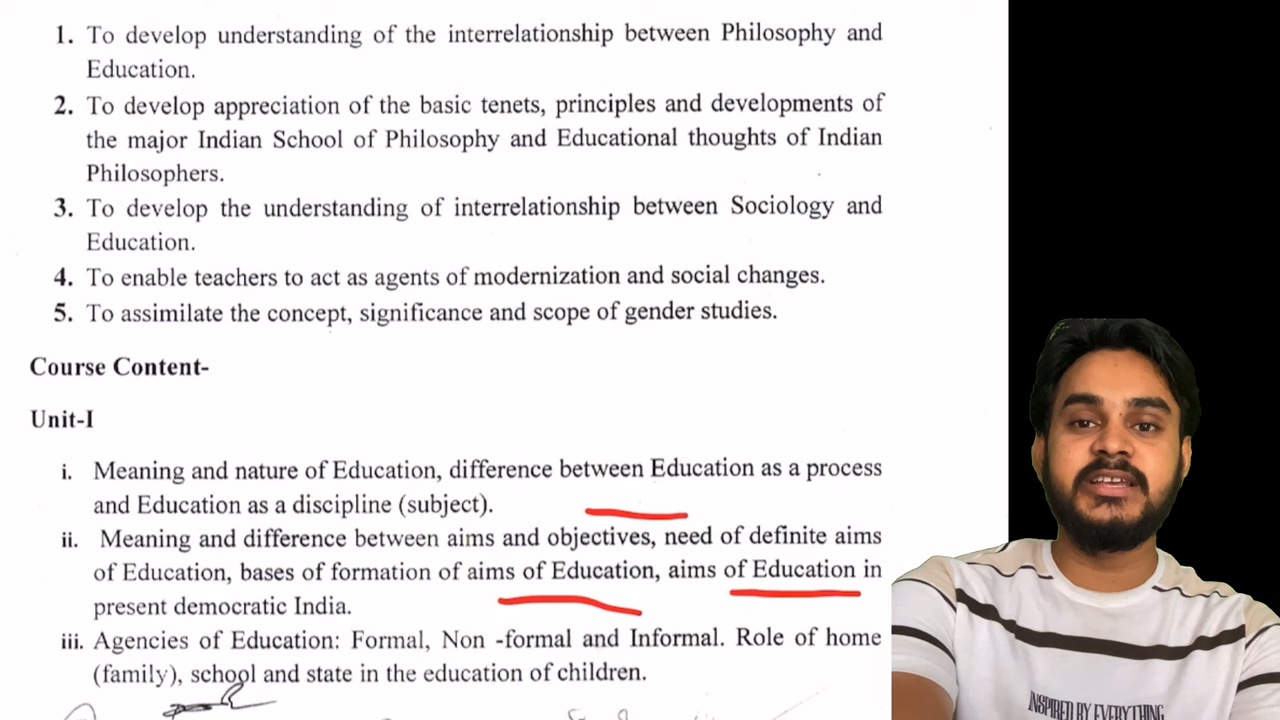 1. To develop understanding of the interrelationship between Philosophy and
Education.
2. To develop appreciation of the basic tenets, principles and developments of
the major Indian School of Philosophy and Educational thoughts of Indian
Philosophers.
3. To develop the understanding of interrelationship between Sociology and
Education.
4. To enable teachers to act as agents of modernization and social changes.
5. To assimilate the concept, significance and scope of gender studies.
Course Content-
Unit-I
i. Meaning and nature of Education, difference between Education as a process
and Education as a discipline (subject).
ii. Meaning and difference between aims and objectives, need of definite aims
of Education, bases of formation of aims of Education, aims of Education in
present democratic India.
iii. Agencies of Education: Formal, Non -formal and Informal. Role of home
(family), school and state in the education of children.
INSPIRED BY EVERYTHING